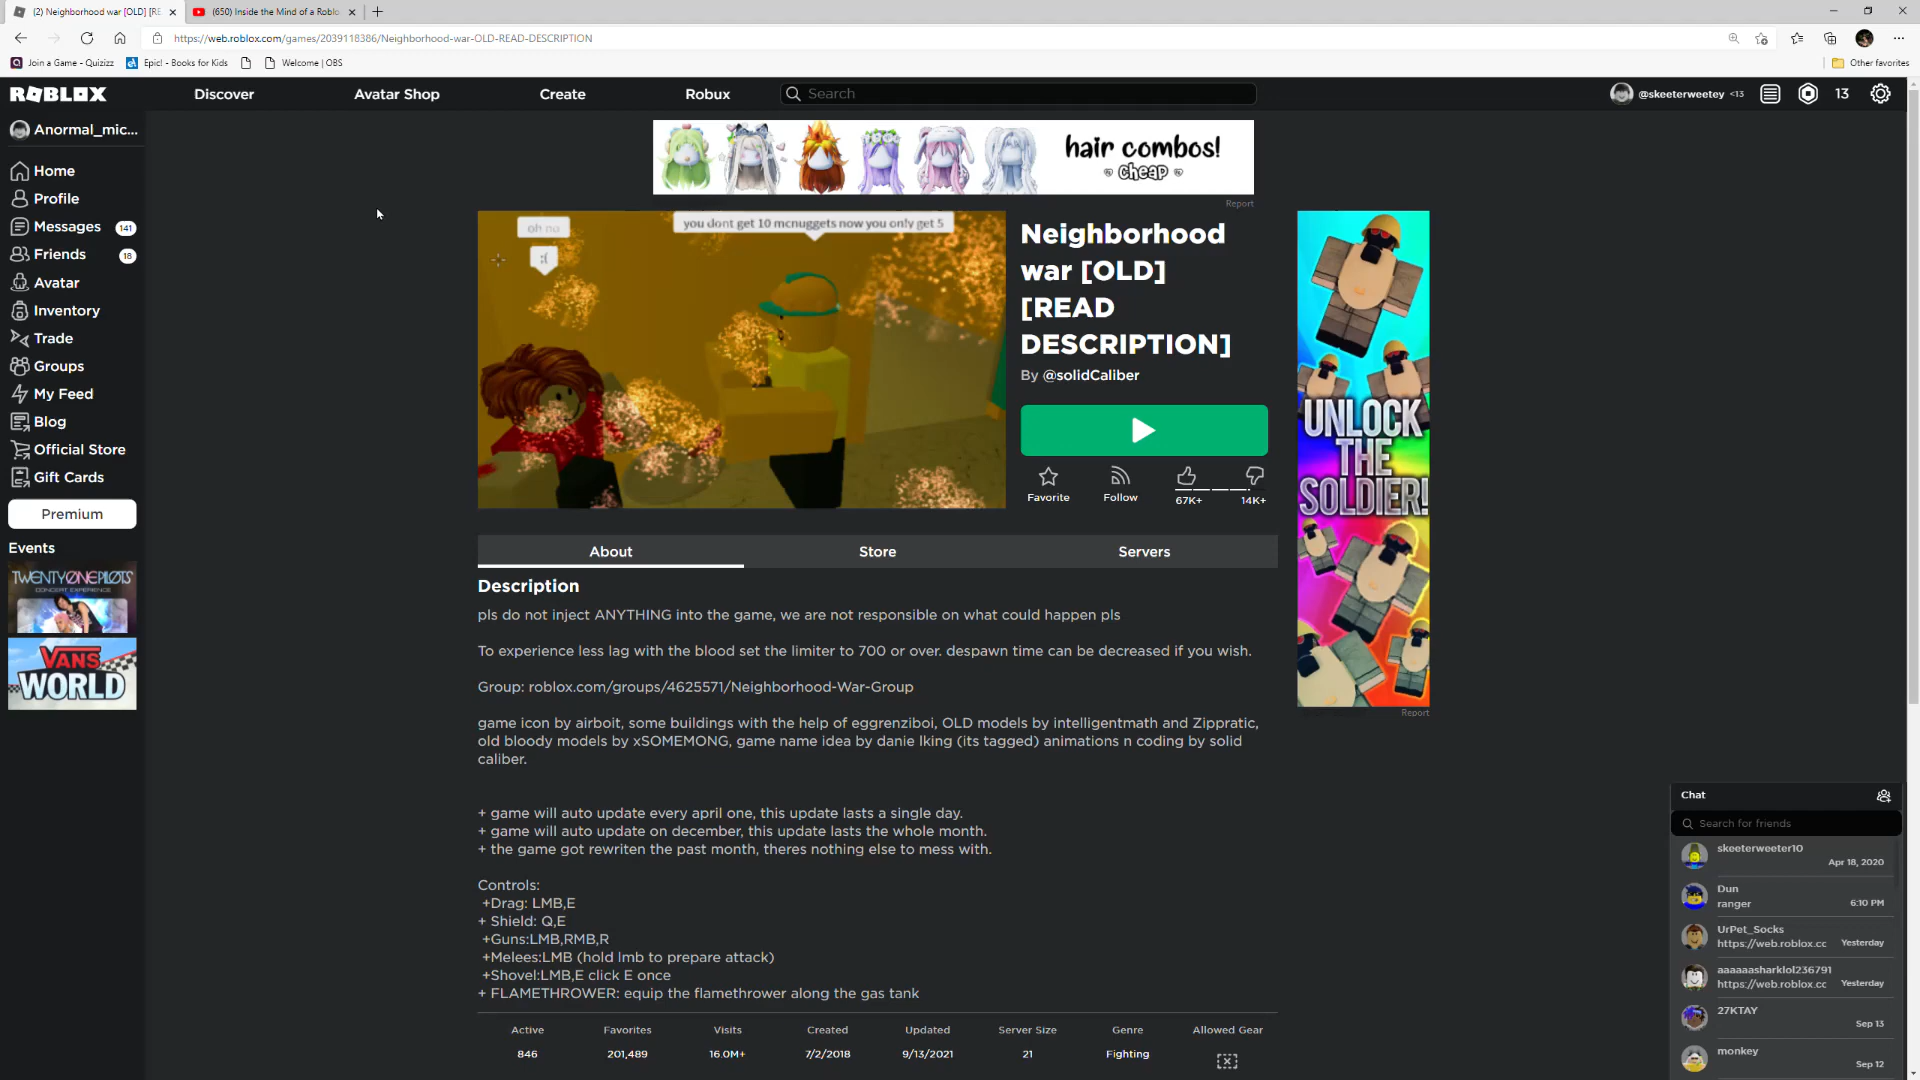 (2) Neighborhood war [OLD] [RE
(650) Inside the Mind of a Roblo
https://web.roblox.com/games/2039118386/Neighborhood-war-OLD-READ-DESCRIPTION
Join a Game - Quizizz
Epic! - Books for Kids
Welcome | OBS
Other favorites
ROBLOX
Discover
Avatar Shop
Create
Robux
Search
@skeeterweetey <13
13
Anormal_mic...
Home
Profile
Messages 141
Friends 18
Avatar
Inventory
Trade
Groups
My Feed
Blog
Official Store
Gift Cards
Premium
Events
TWENTY ONE PILOTS
CONCERT EXPERIENCE
VANS
WORLD
hair combos!
cheap
Report
oh no
:(
you dont get 10 mcnuggets now you only get 5
Neighborhood
war [OLD]
[READ
DESCRIPTION]
By @solidCaliber
Favorite
Follow
67K+
14K+
UNLOCK
THE
SOLDIER!
Report
About
Store
Servers
Description
pls do not inject ANYTHING into the game, we are not responsible on what could happen pls
To experience less lag with the blood set the limiter to 700 or over. despawn time can be decreased if you wish.
Group: roblox.com/groups/4625571/Neighborhood-War-Group
game icon by airboit, some buildings with the help of eggrenziboi, OLD models by intelligentmath and Zippratic,
old bloody models by xSOMEMONG, game name idea by danie lking (its tagged) animations n coding by solid
caliber.
+ game will auto update every april one, this update lasts a single day.
+ game will auto update on december, this update lasts the whole month.
+ the game got rewriten the past month, theres nothing else to mess with.
Controls:
+Drag: LMB,E
+ Shield: Q,E
+Guns:LMB,RMB,R
+Melees:LMB (hold lmb to prepare attack)
+Shovel:LMB,E click E once
+ FLAMETHROWER: equip the flamethrower along the gas tank
Active
Favorites
Visits
Created
Updated
Server Size
Genre
Allowed Gear
846
201,489
16.0M+
7/2/2018
9/13/2021
21
Fighting
Chat
Search for friends
skeeterweeter10
Apr 18, 2020
Dun
ranger
6:10 PM
UrPet_Socks
https://web.roblox.cc
Yesterday
aaaaaasharklol236791
https://web.roblox.cc
Yesterday
27KTAY
Sep 13
monkey
Sep 12